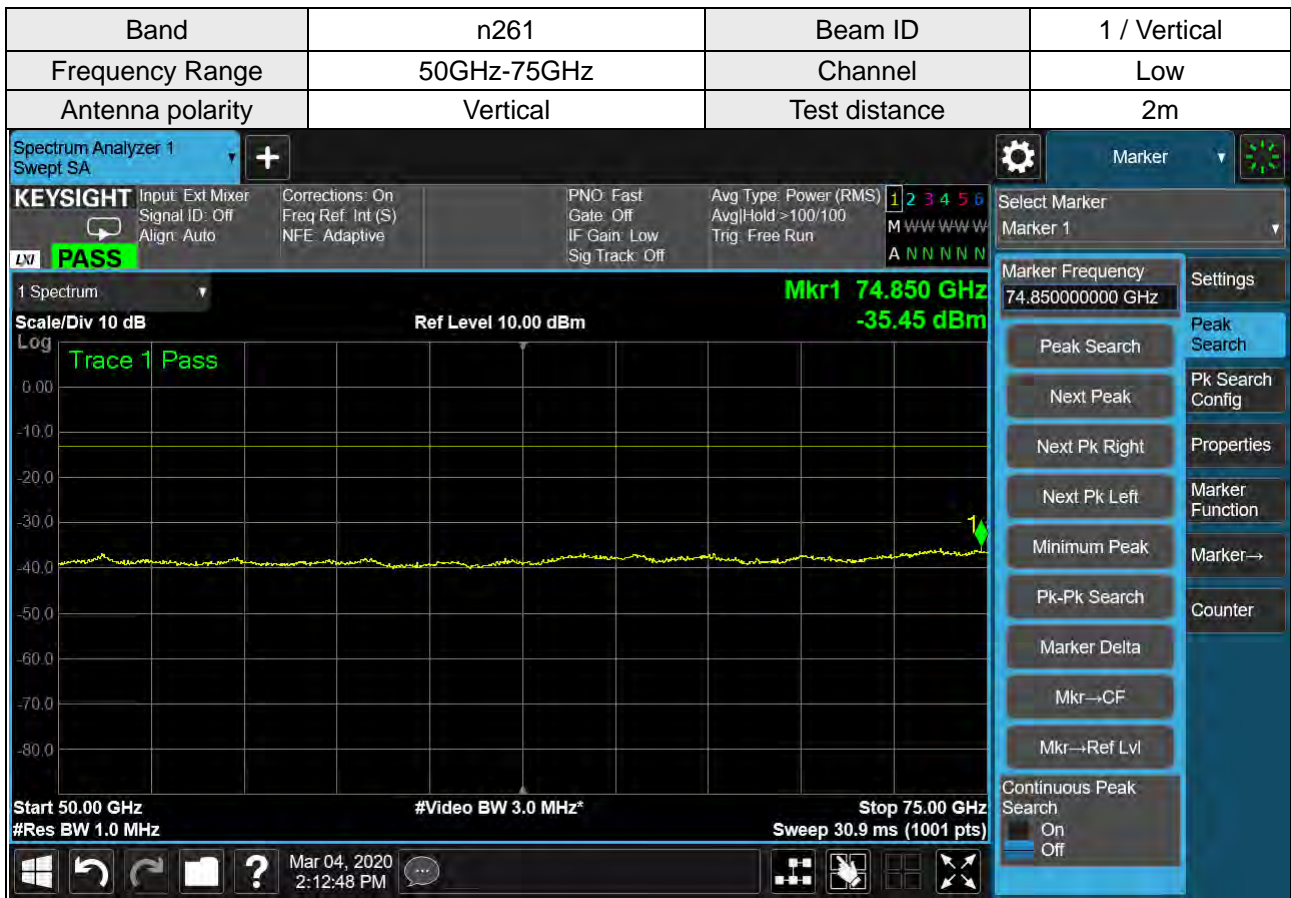 Band n261 Beam ID 1 / Vertical
Frequency Range 50GHz-75GHz Channel Low
Antenna polarity Vertical Test distance 2m
Spectrum Analyzer 1
Swept SA
+
Marker
KEYSIGHT
LXI
PASS
Input: Ext Mixer
Signal ID: Off
Align: Auto
Corrections: On
Freq Ref: Int (S)
NFE: Adaptive
PNO: Fast
Gate: Off
IF Gain: Low
Sig Track: Off
Avg Type: Power (RMS)
Avg|Hold >100/100
Trig: Free Run
1 2 3 4 5 6
M W W W W W
A N N N N N
Select Marker
Marker 1
1 Spectrum
Mkr1 74.850 GHz
-35.45 dBm
Scale/Div 10 dB
Ref Level 10.00 dBm
Log
Trace 1 Pass
0.00
-10.0
-20.0
-30.0
-40.0
-50.0
-60.0
-70.0
-80.0
1
Start 50.00 GHz
#Video BW 3.0 MHz*
Stop 75.00 GHz
#Res BW 1.0 MHz
Sweep 30.9 ms (1001 pts)
Marker Frequency
74.850000000 GHz
Peak Search
Next Peak
Next Pk Right
Next Pk Left
Minimum Peak
Pk-Pk Search
Marker Delta
Mkr→CF
Mkr→Ref Lvl
Continuous Peak
Search
On
Off
Settings
Peak
Search
Pk Search
Config
Properties
Marker
Function
Marker→
Counter
?
Mar 04, 2020
2:12:48 PM